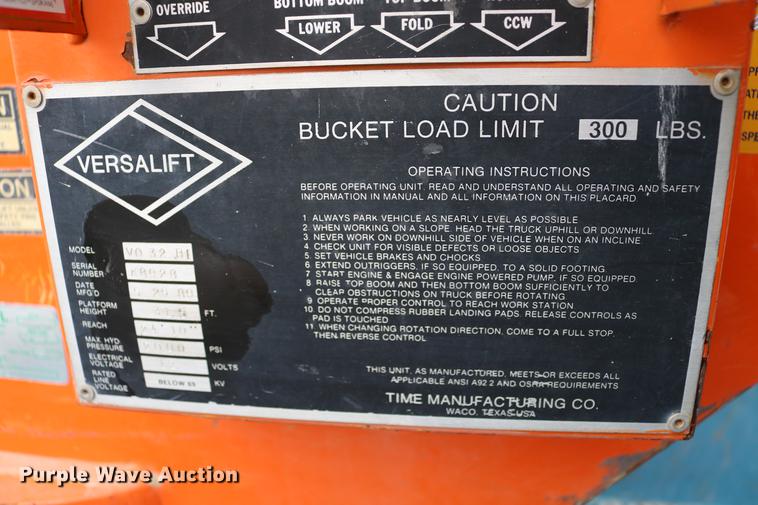 OVERRIDE
BOTTOM BOOM
LOWER
FOLD
CCW
VERSALIFT
CAUTION
BUCKET LOAD LIMIT 300 LBS.
OPERATING INSTRUCTIONS
BEFORE OPERATING UNIT, READ AND UNDERSTAND ALL OPERATING AND SAFETY
INFORMATION IN MANUAL AND ALL INFORMATION ON THIS PLACARD
1 ALWAYS PARK VEHICLE AS NEARLY LEVEL AS POSSIBLE
2. WHEN WORKING ON A SLOPE, HEAD THE TRUCK UPHILL OR DOWNHILL.
3. NEVER WORK ON DOWNHILL SIDE OF VEHICLE WHEN ON AN INCLINE
4. CHECK UNIT FOR VISIBLE DEFECTS OR LOOSE OBJECTS
5. SET VEHICLE BRAKES AND CHOCKS
6. EXTEND OUTRIGGERS, IF SO EQUIPPED, TO A SOLID FOOTING.
7 START ENGINE & ENGAGE ENGINE POWERED PUMP, IF SO EQUIPPED.
8 RAISE TOP BOOM AND THEN BOTTOM BOOM SUFFICIENTLY TO
CLEAR OBSTRUCTIONS ON TRUCK BEFORE ROTATING.
9 OPERATE PROPER CONTROL TO REACH WORK STATION
10. DO NOT COMPRESS RUBBER LANDING PADS. RELEASE CONTROLS AS
PAD IS TOUCHED
11. WHEN CHANGING ROTATION DIRECTION, COME TO A FULL STOP,
THEN REVERSE CONTROL
THIS UNIT, AS MANUFACTURED, MEETS OR EXCEEDS ALL
APPLICABLE ANSI A92.2 AND OSHA REQUIREMENTS
TIME MANUFACTURING CO.
WACO, TEXAS USA
MODEL
SERIAL
NUMBER
DATE
MFG'D
PLATFORM
HEIGHT FT.
REACH
MAX HYD
PRESSURE PSI
ELECTRICAL
VOLTAGE VOLTS
RATED
LINE
VOLTAGE BELOW KV
Purple Wave Auction